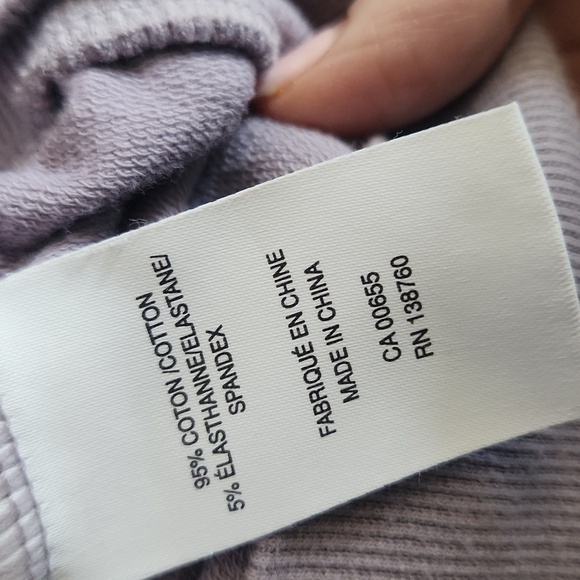 95% COTON/COTTON
5% ÉLASTHANNE/ELASTANE/
SPANDEX
FABRIQUÉ EN CHINE
MADE IN CHINA
CA 00655
RN 138760